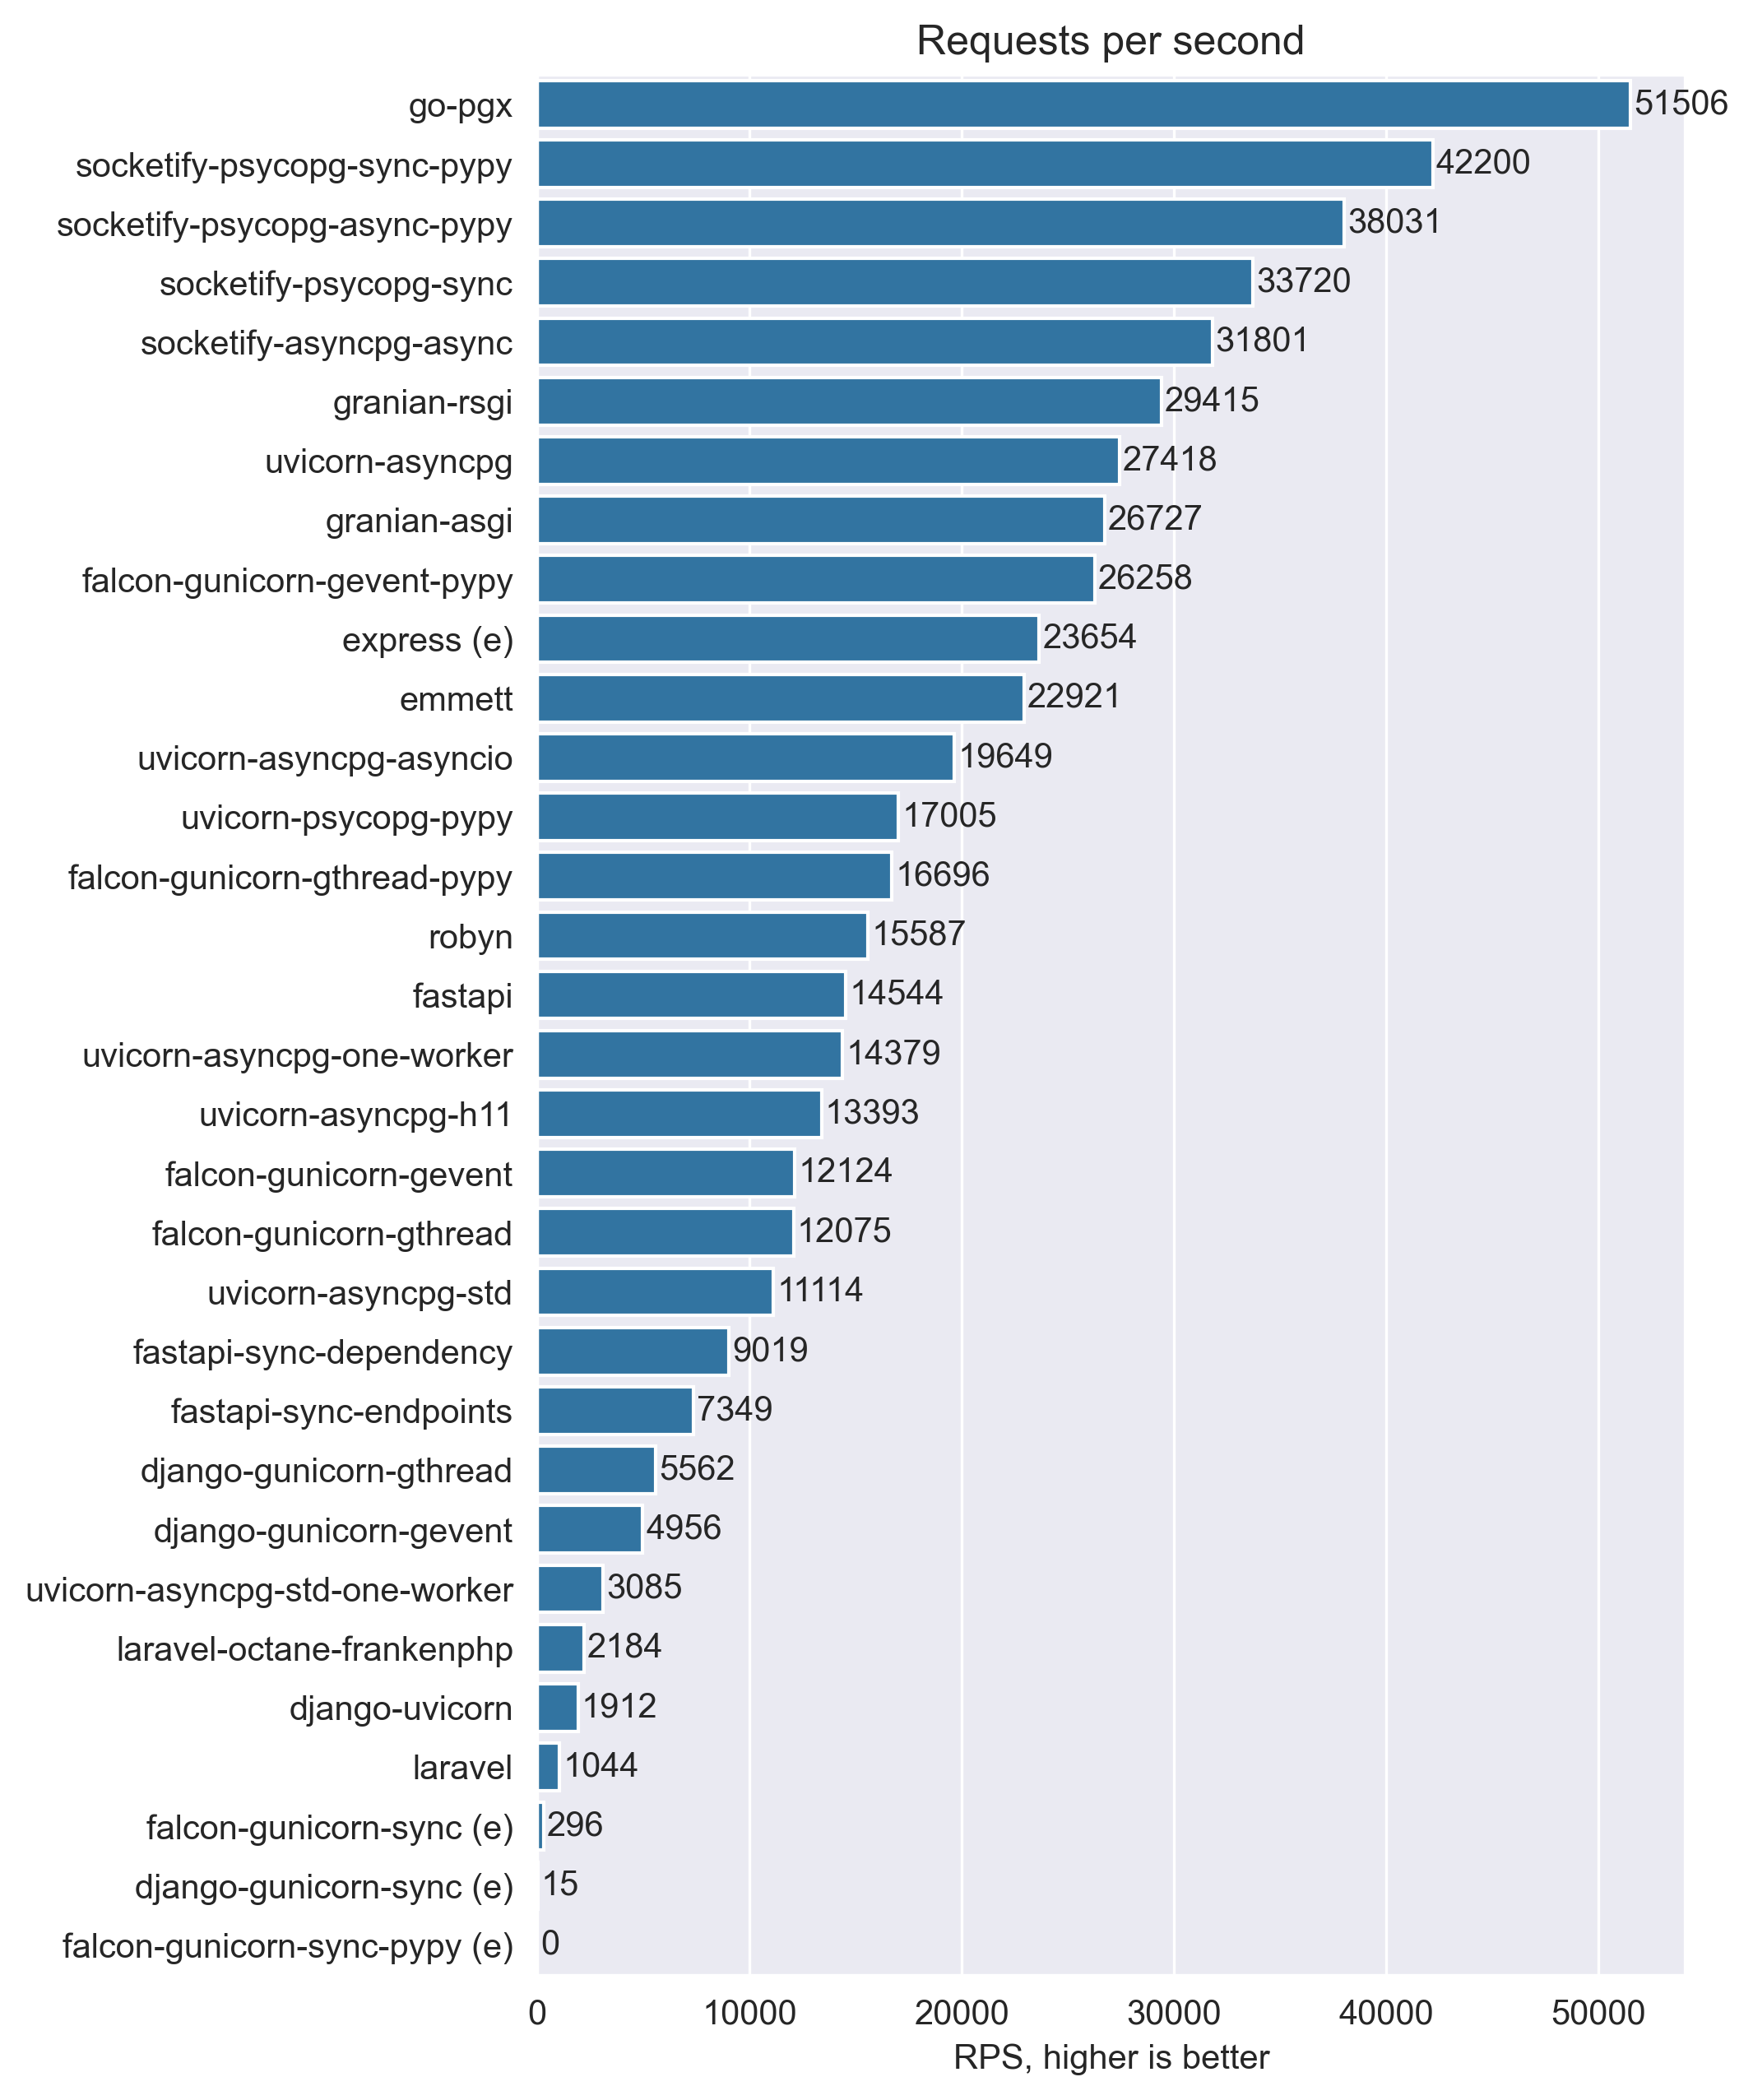 Requests per second
go-pgx 51506
socketify-psycopg-sync-pypy 42200
socketify-psycopg-async-pypy 38031
socketify-psycopg-sync 33720
socketify-asyncpg-async 31801
granian-rsgi 29415
uvicorn-asyncpg 27418
granian-asgi 26727
falcon-gunicorn-gevent-pypy 26258
express (e) 23654
emmett 22921
uvicorn-asyncpg-asyncio 19649
uvicorn-psycopg-pypy 17005
falcon-gunicorn-gthread-pypy 16696
robyn 15587
fastapi 14544
uvicorn-asyncpg-one-worker 14379
uvicorn-asyncpg-h11 13393
falcon-gunicorn-gevent 12124
falcon-gunicorn-gthread 12075
uvicorn-asyncpg-std 11114
fastapi-sync-dependency 9019
fastapi-sync-endpoints 7349
django-gunicorn-gthread 5562
django-gunicorn-gevent 4956
uvicorn-asyncpg-std-one-worker 3085
laravel-octane-frankenphp 2184
django-uvicorn 1912
laravel 1044
falcon-gunicorn-sync (e) 296
django-gunicorn-sync (e) 15
falcon-gunicorn-sync-pypy (e) 0
0 10000 20000 30000 40000 50000
RPS, higher is better